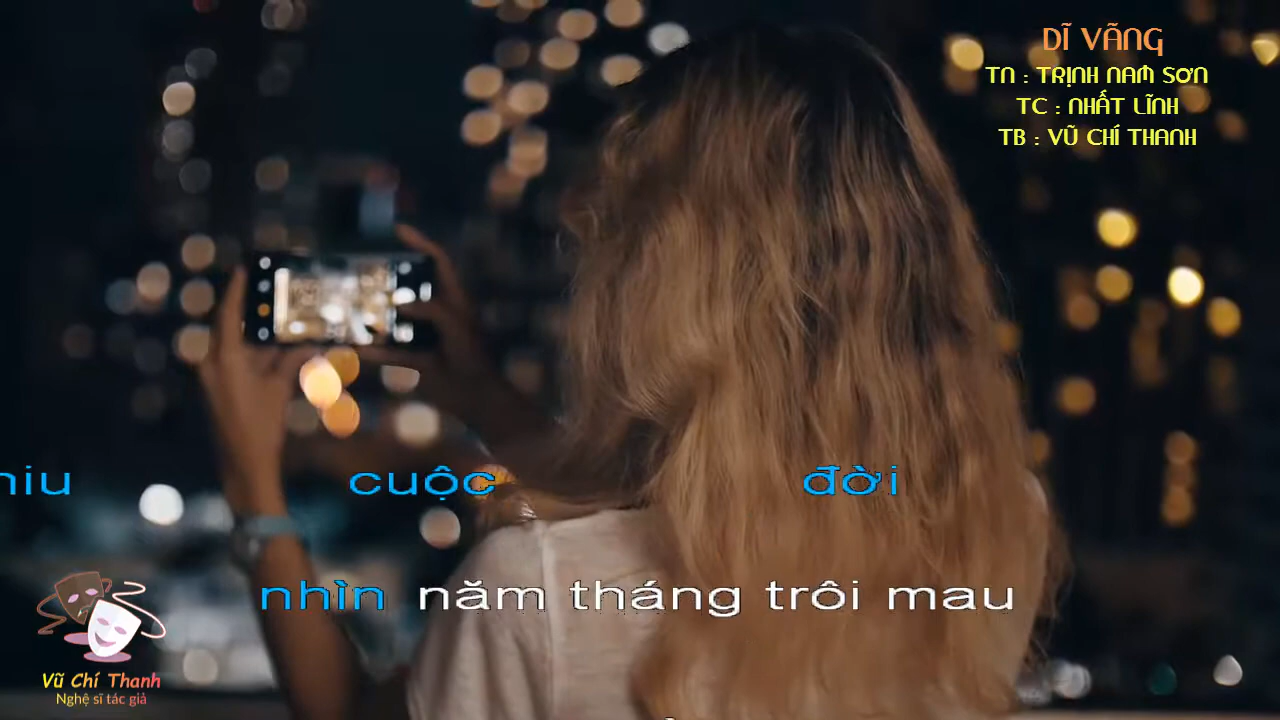 DĨ VÃNG
TN : TRỊNH NAM SƠN
TC : NHẤT LĨNH
TB : VŨ CHÍ THANH
cuộc đời
nhìn năm tháng trôi mau
Vũ Chí Thanh
Nghệ sĩ tác giả